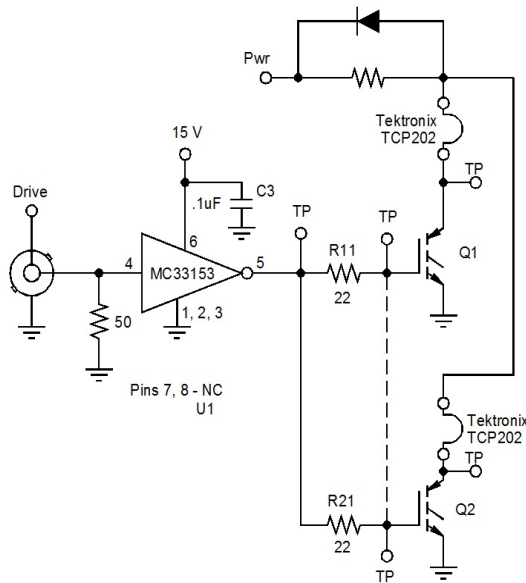 Pwr
Tektronix
TCP202
15 V
C3
.1uF
TP
Drive
TP
TP
6
R11
Q1
4
MC33153
5
22
1, 2, 3
50
Pins 7, 8 - NC
U1
Tektronix
TCP202
TP
R21
Q2
22
TP